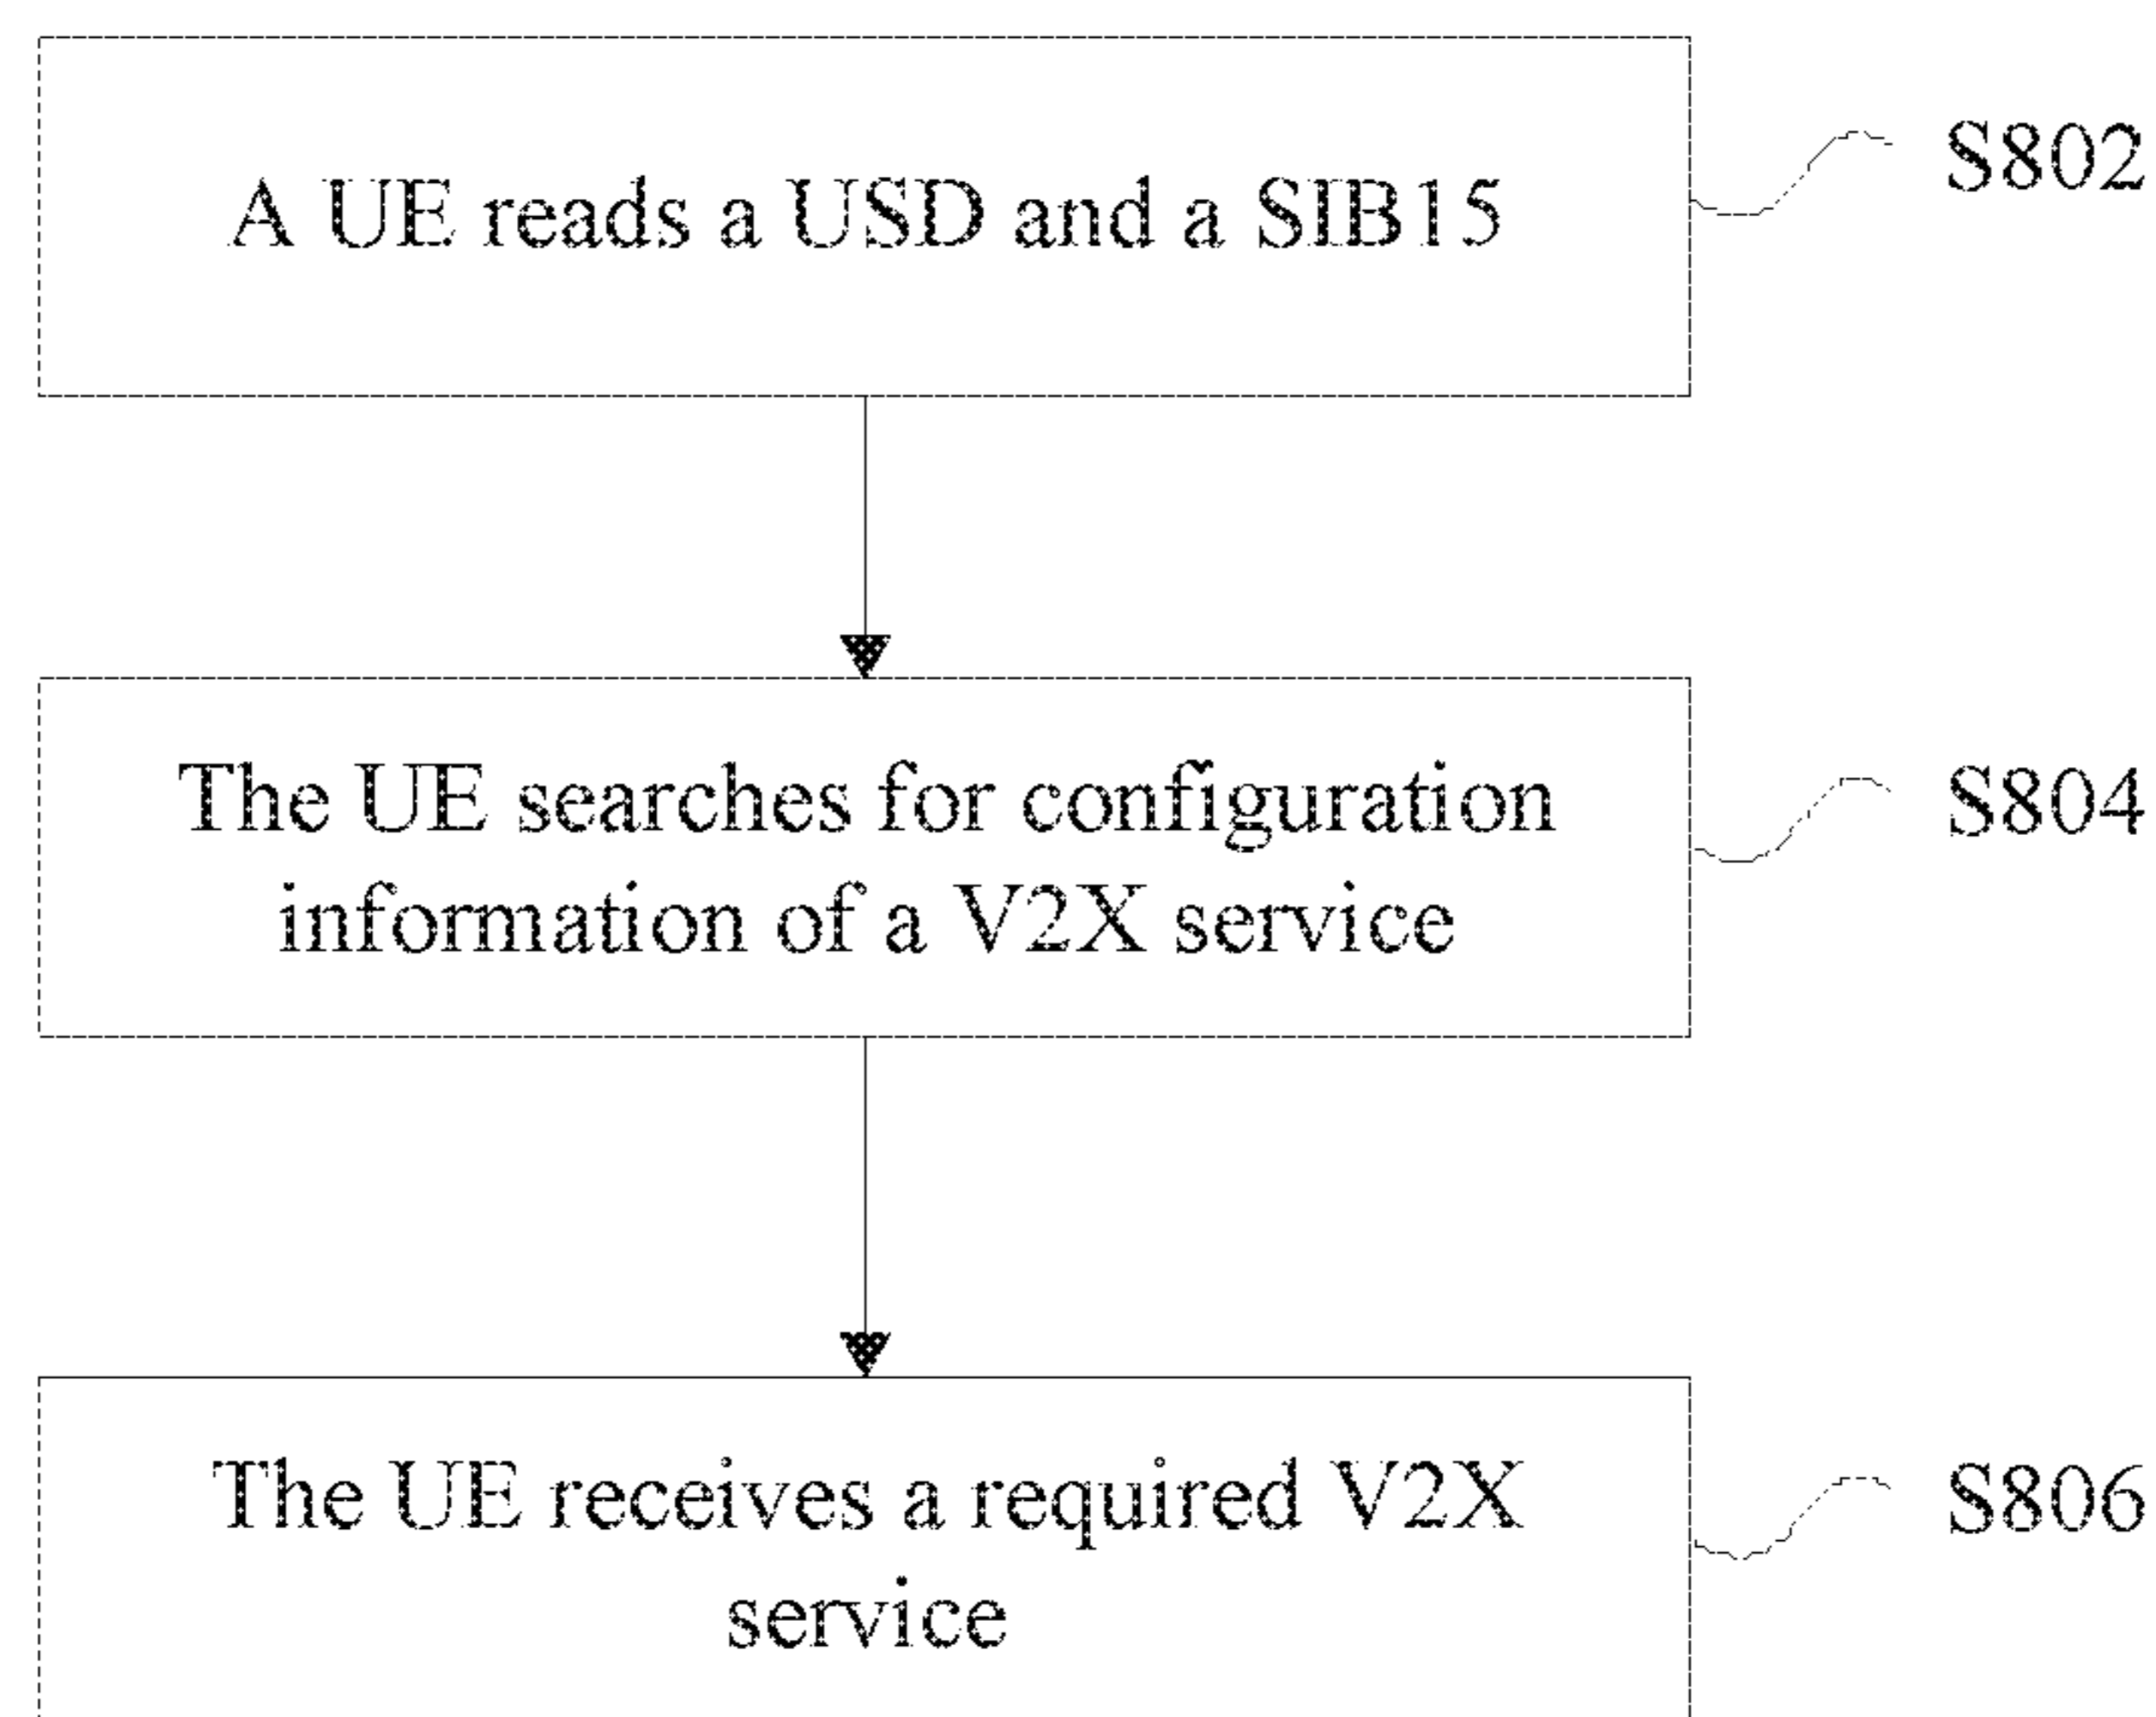 A UE reads a USD and a SIB15
S802
The UE searches for configuration
information of a V2X service
S804
The UE receives a required V2X
service
S806